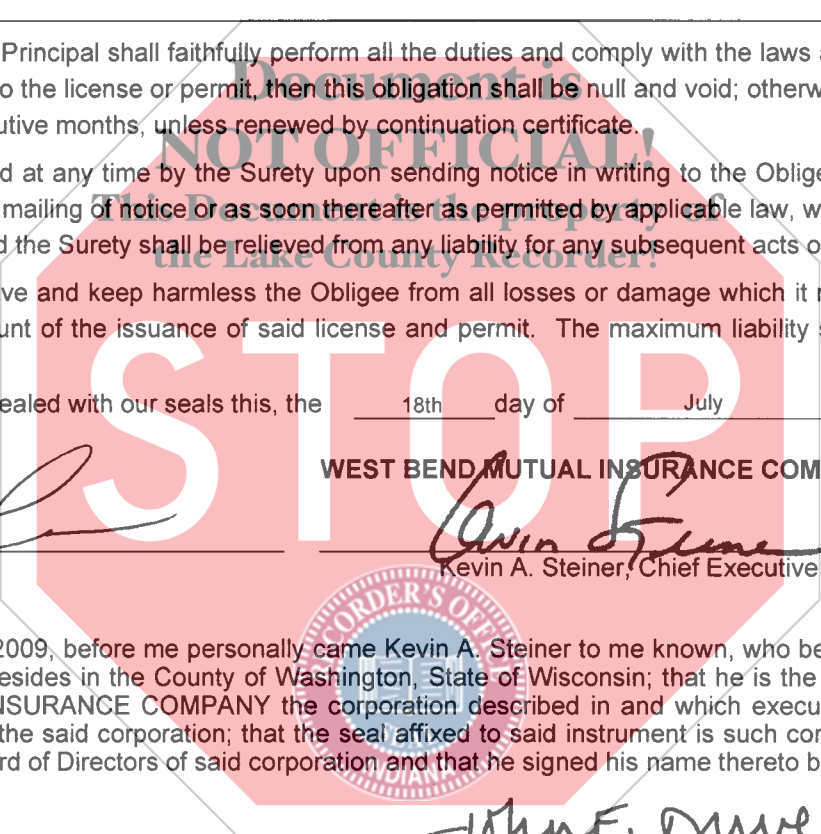 Principal shall faithfully perform all the duties and comply with the laws
Document is
o the license or permit, then this obligation shall be null and void; otherw
utive months, unless renewed by continuation certificate.
NOT OFFICIAL!
d at any time by the Surety upon sending notice in writing to the Oblige
This Document is the property of
mailing of notice or as soon thereafter as permitted by applicable law, w
the Lake County Recorder!
d the Surety shall be relieved from any liability for any subsequent acts o
ve and keep harmless the Obligee from all losses or damage which it
unt of the issuance of said license and permit. The maximum liability
STOP
ealed with our seals this, the 18th day of July
WEST BEND MUTUAL INSURANCE COM
Kevin Steiner
Kevin A. Steiner, Chief Executive
RECORDER'S OFFICE
2009, before me personally came Kevin A. Steiner to me known, who be
esides in the County of Washington, State of Wisconsin; that he is the
NSURANCE COMPANY the corporation described in and which execu
the said corporation; that the seal affixed to said instrument is such cor
SEAL
rd of Directors of said corporation and that he signed his name thereto b
INDIANA
John F.